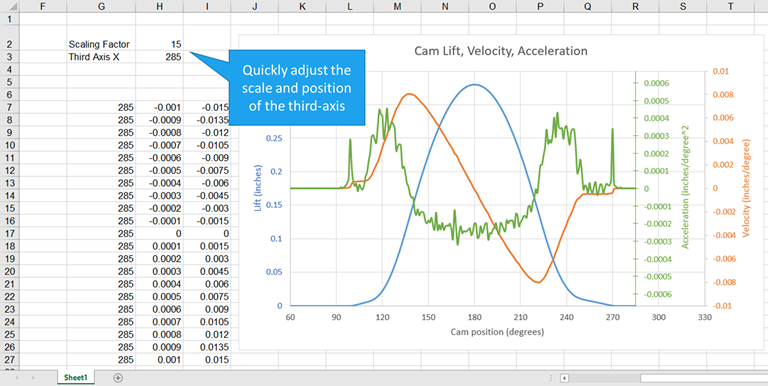 F G H I J K L M N O P Q R S T
1
2 Scaling Factor 15
3 Third Axis X 285
4
5
6
7 285 -0.001 -0.015
8 285 -0.0009 -0.0135
9 285 -0.0008 -0.012
10 285 -0.0007 -0.0105
11 285 -0.0006 -0.009
12 285 -0.0005 -0.0075
13 285 -0.0004 -0.006
14 285 -0.0003 -0.0045
15 285 -0.0002 -0.003
16 285 -0.0001 -0.0015
17 285 0 0
18 285 0.0001 0.0015
19 285 0.0002 0.003
20 285 0.0003 0.0045
21 285 0.0004 0.006
22 285 0.0005 0.0075
23 285 0.0006 0.009
24 285 0.0007 0.0105
25 285 0.0008 0.012
26 285 0.0009 0.0135
27 285 0.001 0.015
Quickly adjust the
scale and position
of the third-axis
Cam Lift, Velocity, Acceleration
Lift (inches)
0.25
0.2
0.15
0.1
0.05
0
60 90 120 150 180 210 240 270 300 330
Cam position (degrees)
0.0006
0.0005
0.0004
0.0003
0.0002
0.0001
0
-0.0001
-0.0002
-0.0003
-0.0004
-0.0005
-0.0006
Acceleration (inches/degree^2
0.01
0.008
0.006
0.004
0.002
0
-0.002
-0.004
-0.006
-0.008
-0.01
Velocity (inches/degree)
Sheet1